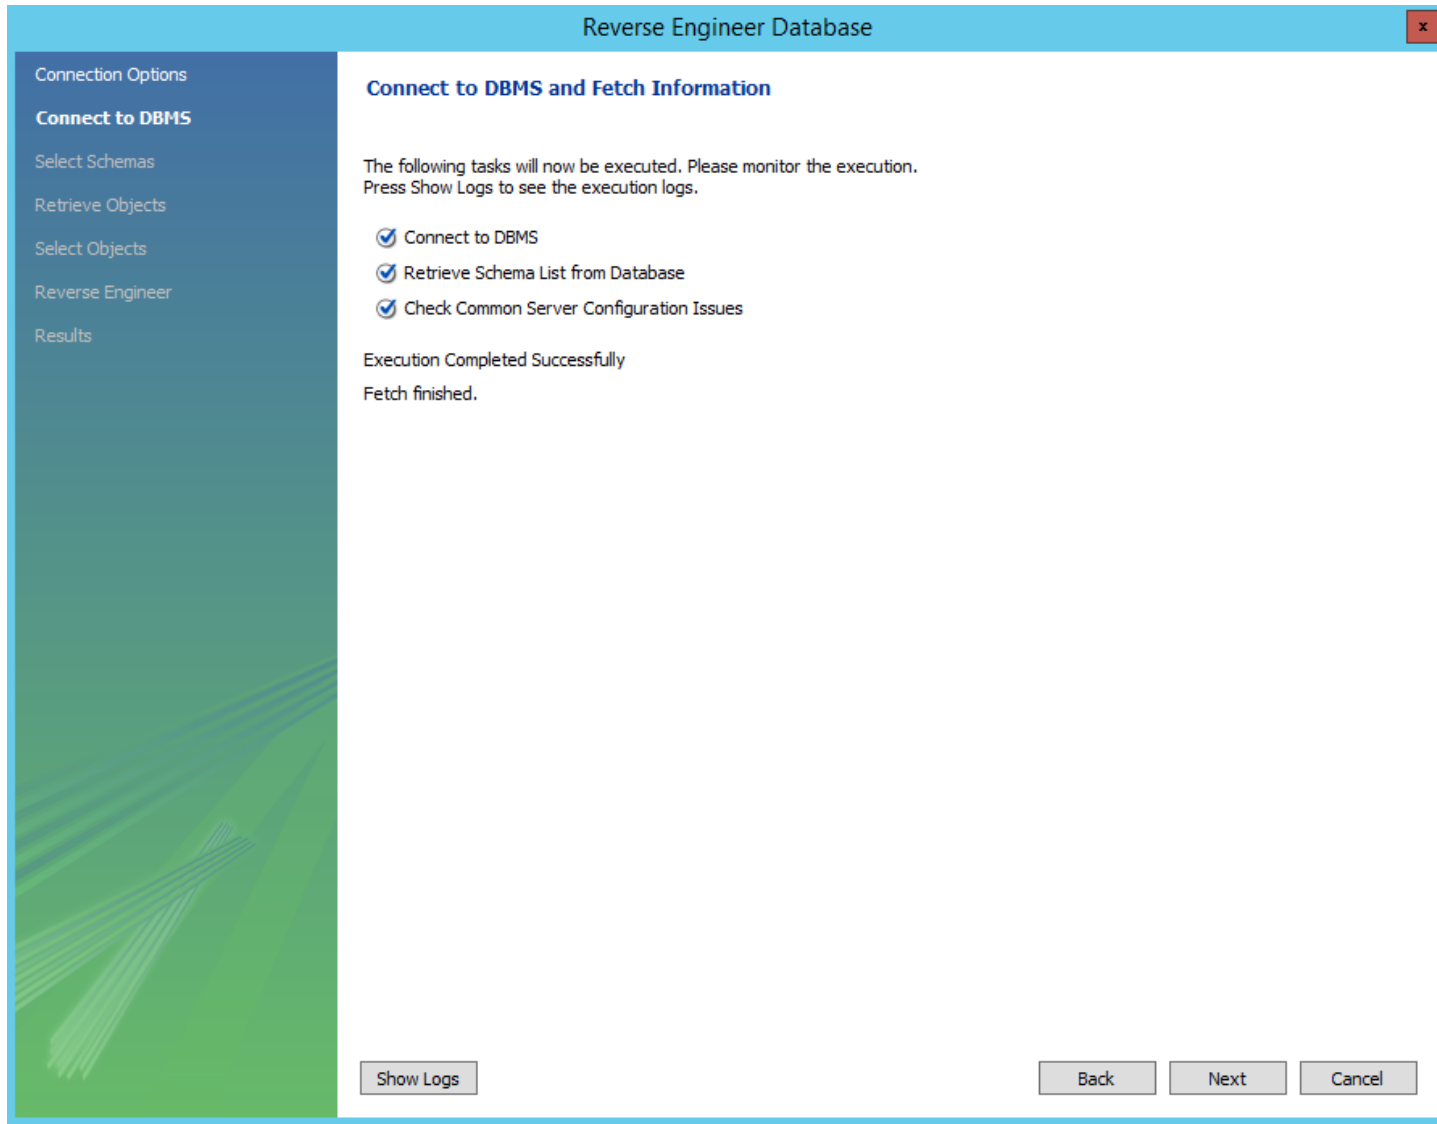 Reverse Engineer Database
x
Connection Options
Connect to DBMS
Select Schemas
Retrieve Objects
Select Objects
Reverse Engineer
Results
Connect to DBMS and Fetch Information
The following tasks will now be executed. Please monitor the execution.
Press Show Logs to see the execution logs.
Connect to DBMS
Retrieve Schema List from Database
Check Common Server Configuration Issues
Execution Completed Successfully
Fetch finished.
Show Logs
Back
Next
Cancel